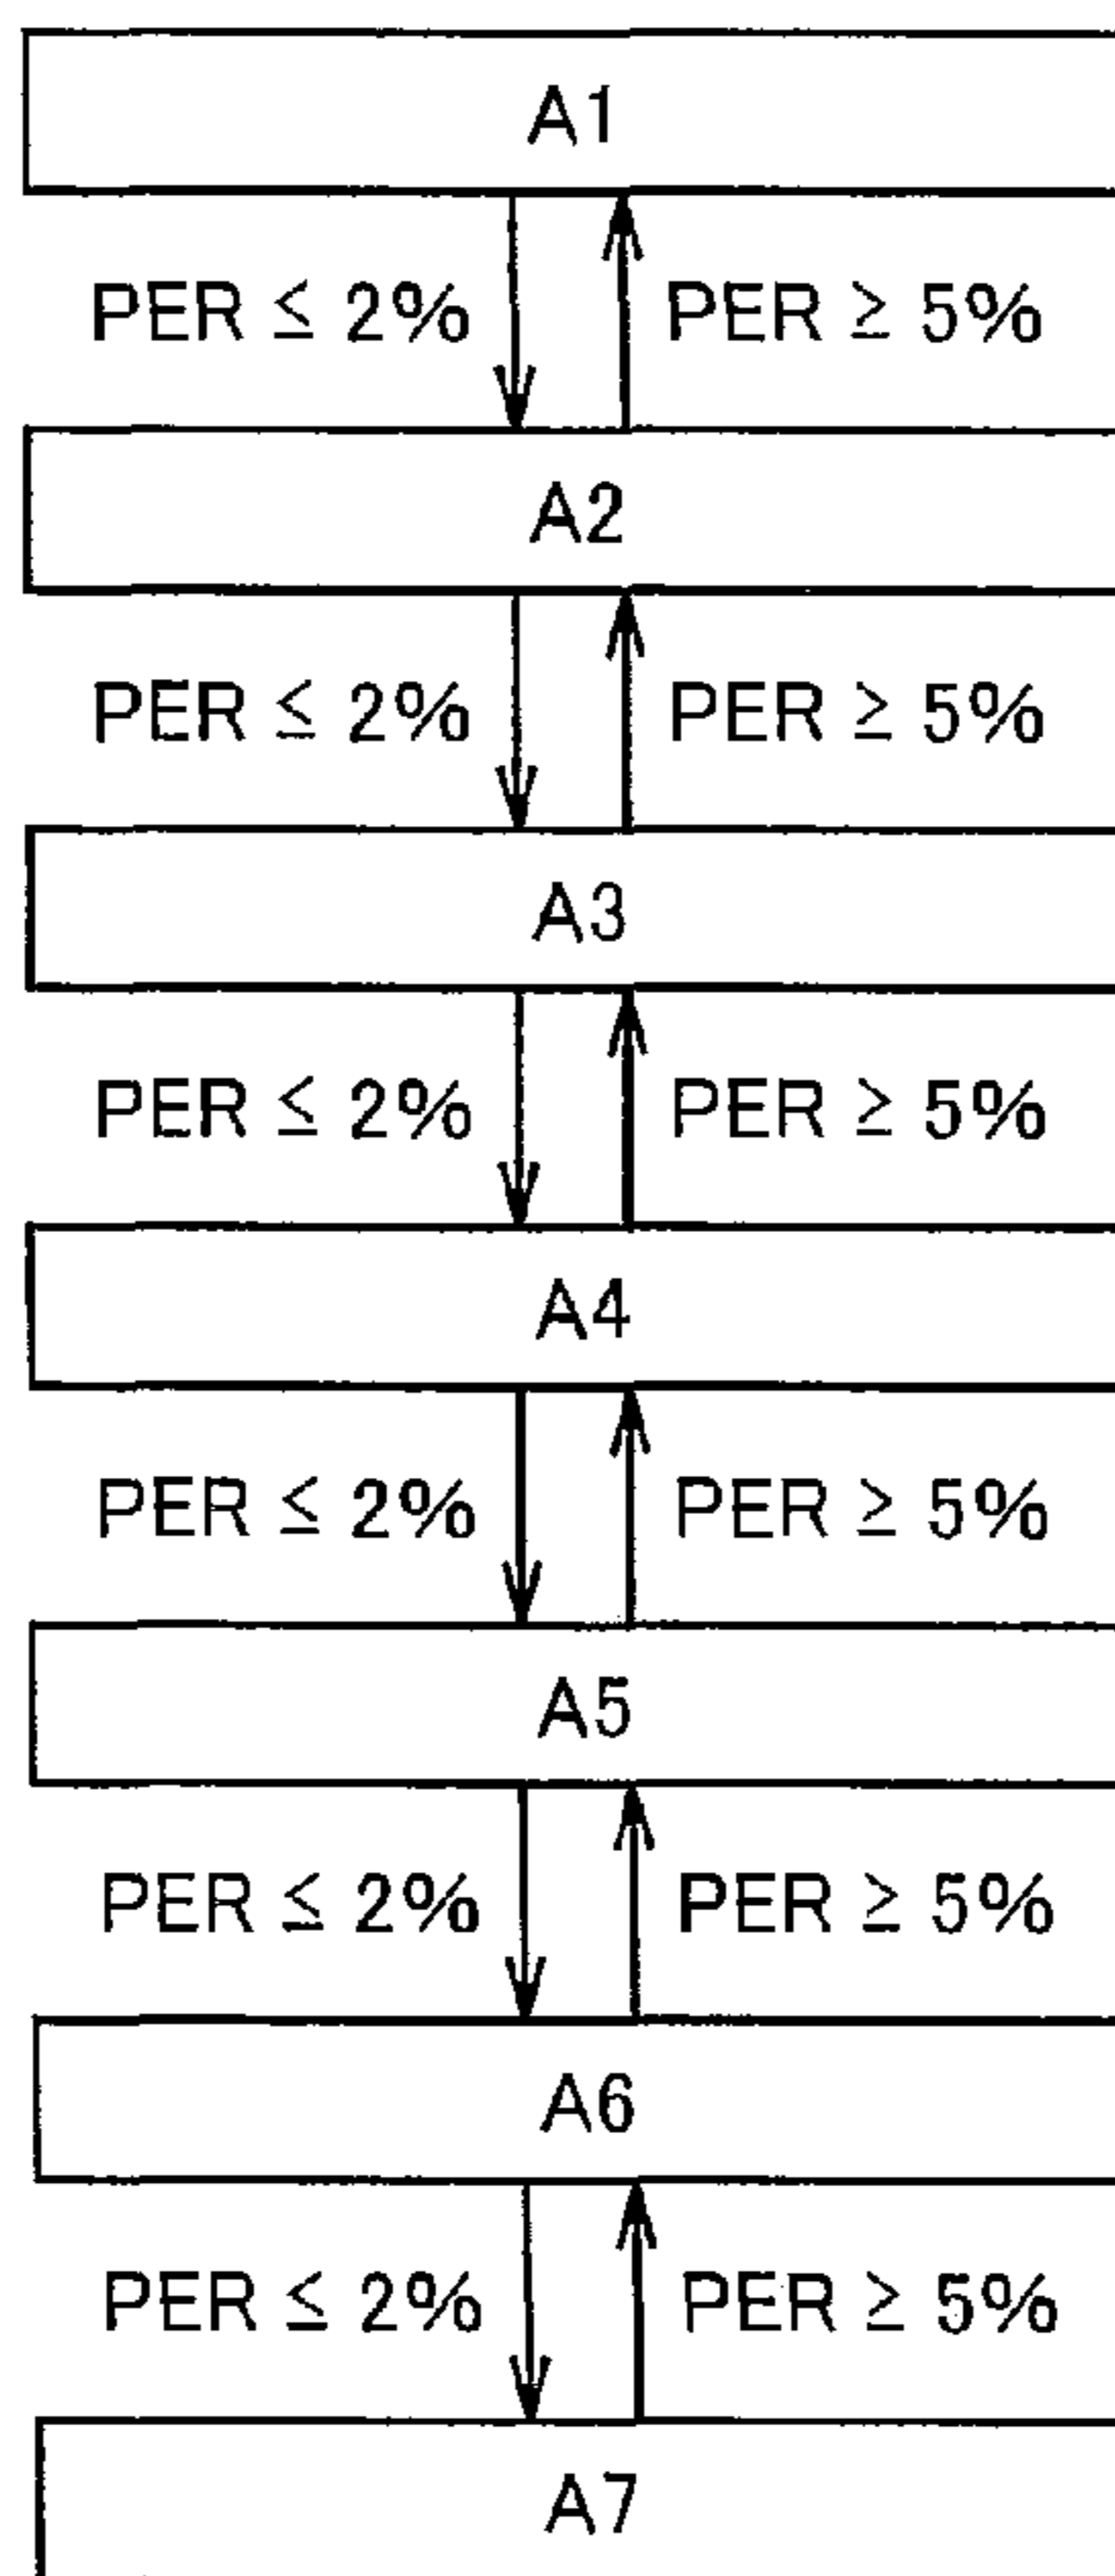 A1
PER ≤ 2% PER ≥ 5%
A2
PER ≤ 2% PER ≥ 5%
A3
PER ≤ 2% PER ≥ 5%
A4
PER ≤ 2% PER ≥ 5%
A5
PER ≤ 2% PER ≥ 5%
A6
PER ≤ 2% PER ≥ 5%
A7